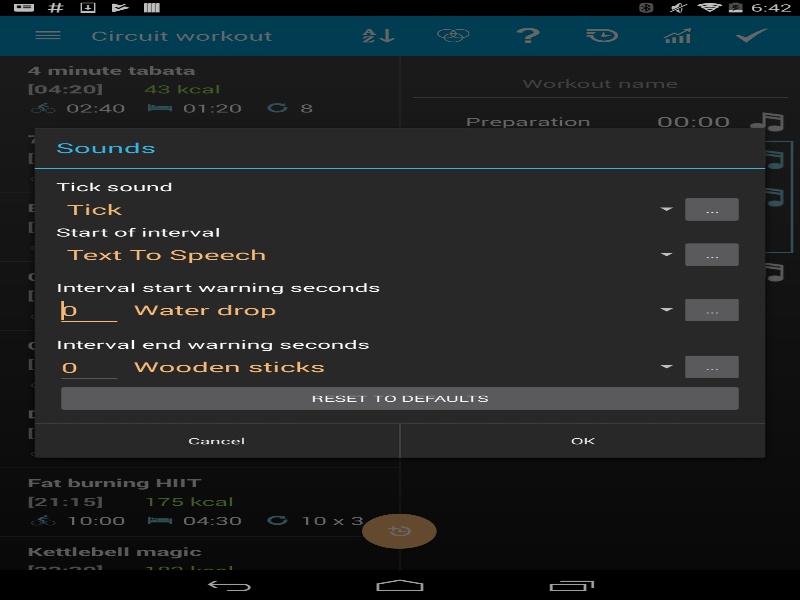 6:42
Circuit workout
4 minute tabata
[04:20] 43 kcal
02:40 01:20 8
Workout name
Preparation 00:00
Sounds
Tick sound
Tick
...
Start of interval
Text To Speech
...
Interval start warning seconds
0 Water drop
...
Interval end warning seconds
0 Wooden sticks
...
RESET TO DEFAULTS
Cancel OK
Fat burning HIIT
[21:15] 175 kcal
10:00 04:30 10 x 3
Kettlebell magic